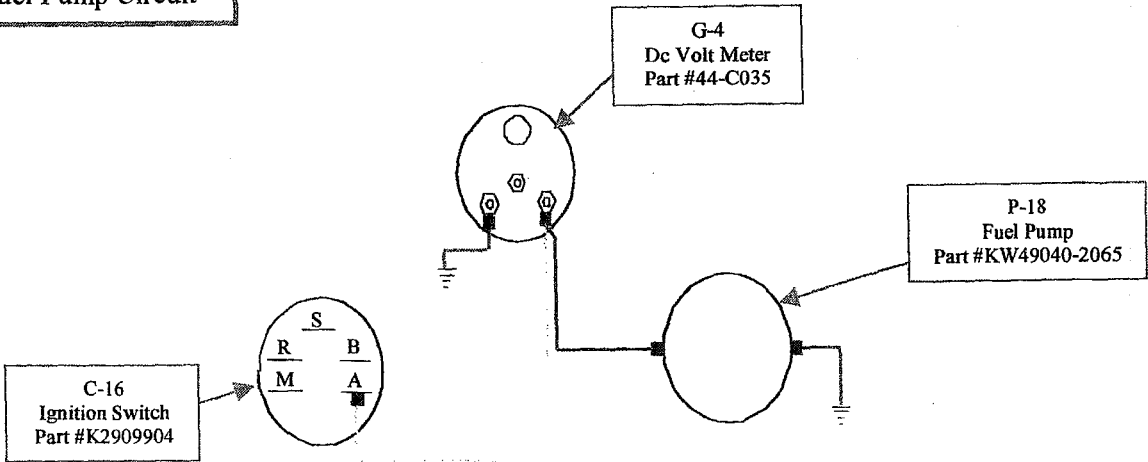 Pump Circuit
G-4
Dc Volt Meter
Part #44-C035
P-18
Fuel Pump
Part #KW49040-2065
S
R B
M A
C-16
Ignition Switch
Part #K2909904